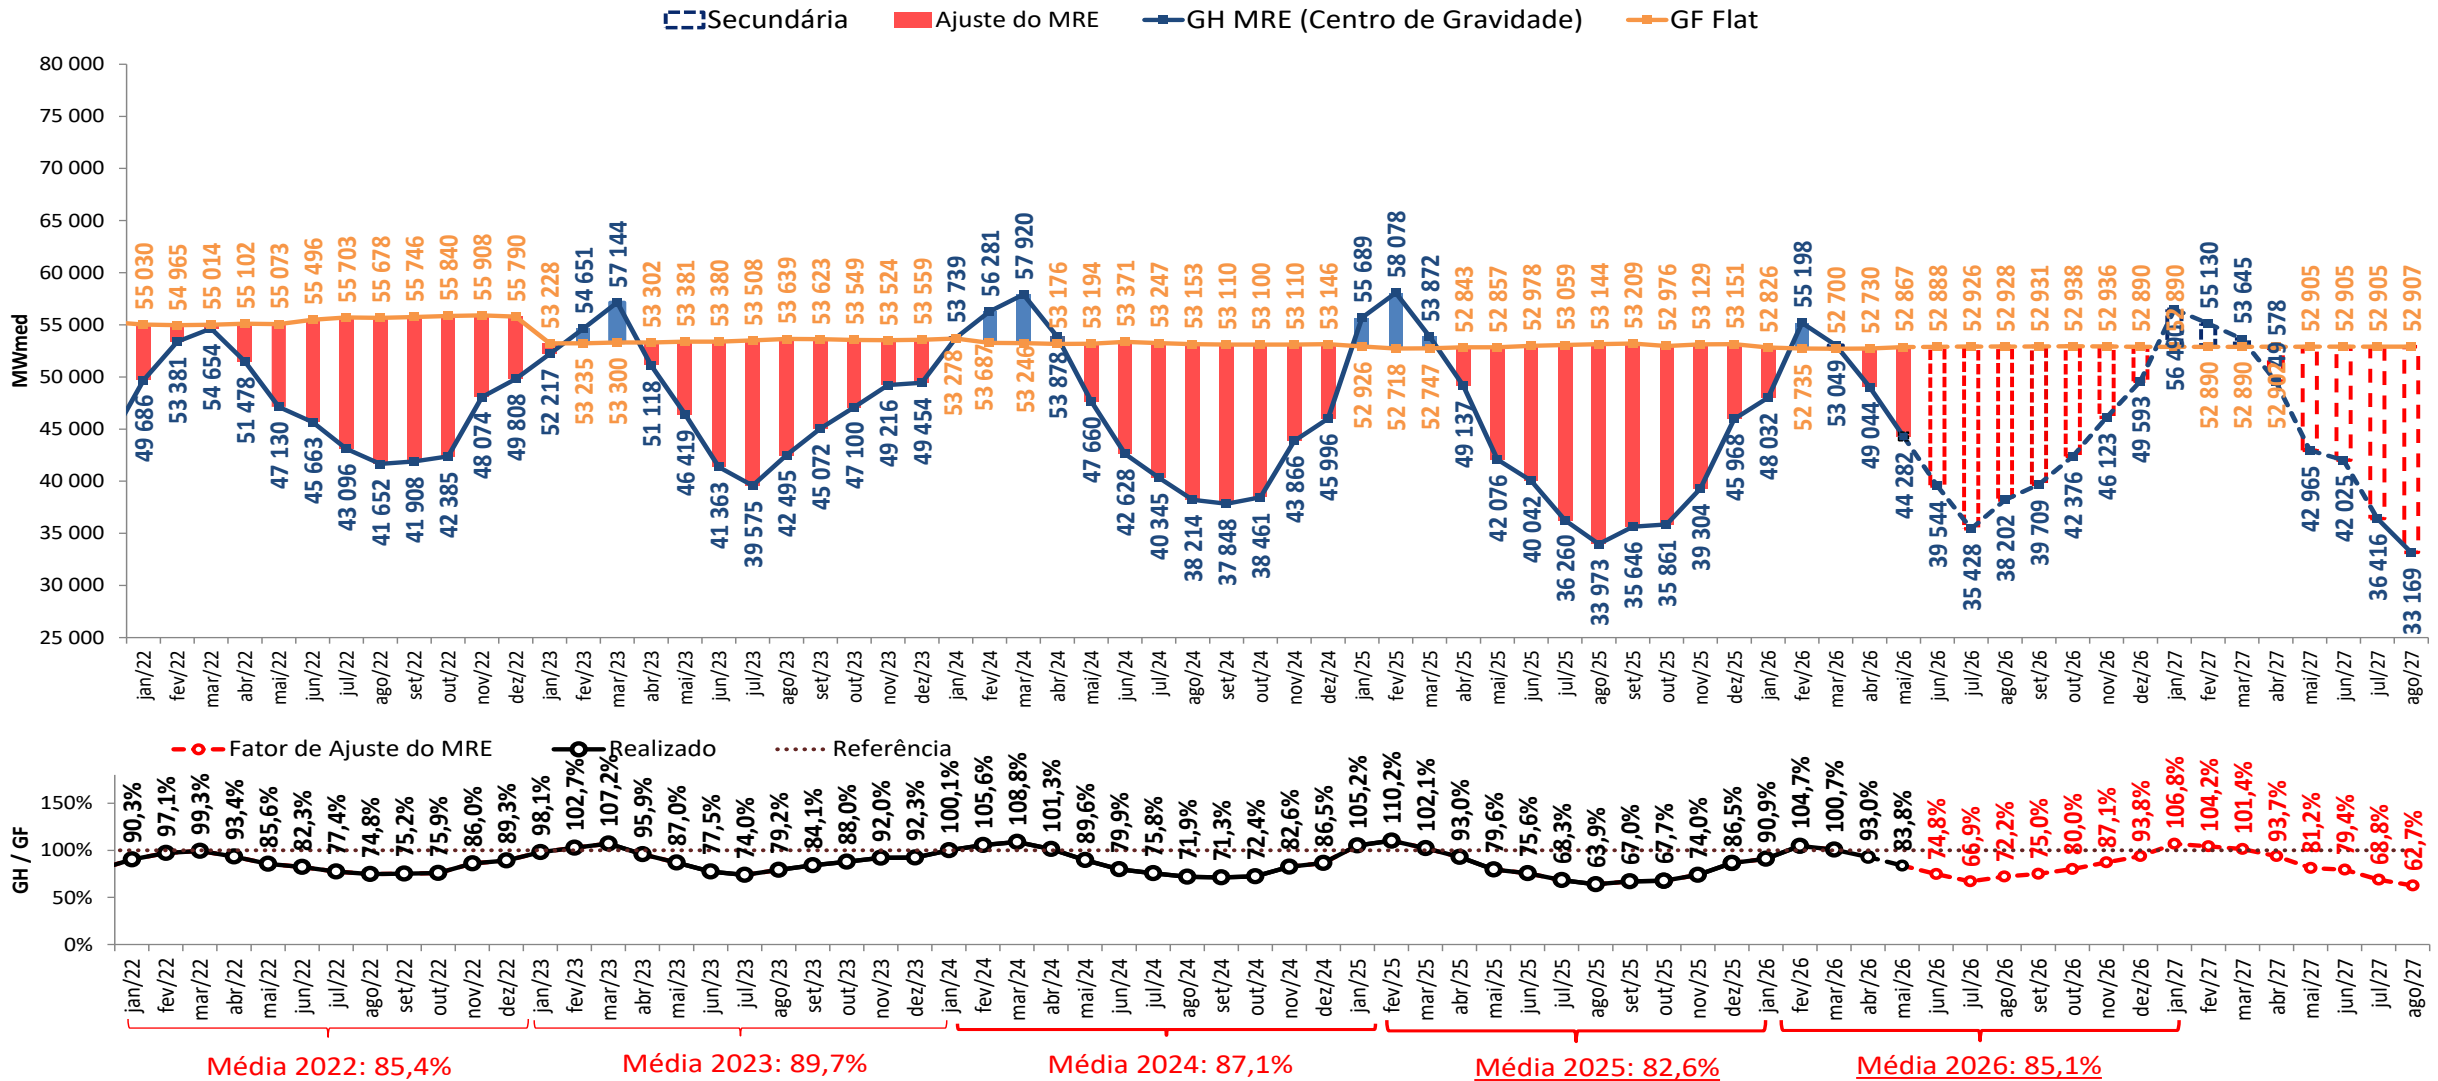 Secundária Ajuste do MRE GH MRE (Centro de Gravidade) GF Flat
MWmed
80 000
75 000
70 000
65 000
60 000
55 000
50 000
45 000
40 000
35 000
30 000
25 000
55 030 54 965 55 014 55 102 55 073 55 496 55 703 55 678 55 746 55 840 55 908 55 790 53 228 54 651 57 144 53 302 53 381 53 380 53 508 53 639 53 623 53 549 53 524 53 559 53 739 56 281 57 920 53 176 53 194 53 371 53 247 53 153 53 110 53 100 53 110 53 146 55 689 58 078 53 872 52 843 52 857 52 978 53 059 53 144 53 209 52 976 53 129 53 151 52 826 55 198 52 700 52 730 52 867 52 888 52 926 52 928 52 931 52 938 52 936 52 890 52 890 55 130 53 645 49 578 52 905 52 905 52 905 52 907
49 686 53 381 54 654 51 478 47 130 45 663 43 096 41 652 41 908 42 385 48 074 49 808 52 217 53 235 53 300 51 118 46 419 41 363 39 575 42 495 45 072 47 100 49 216 49 454 53 278 53 687 53 246 53 878 47 660 42 628 40 345 38 214 37 848 38 461 43 866 45 996 52 926 52 718 52 747 49 137 42 076 40 042 36 260 33 973 35 646 35 861 39 304 45 968 48 032 52 735 53 049 49 044 44 282 39 544 35 428 38 202 39 709 42 376 46 123 49 593 52 890 52 890 42 965 42 025 36 416 33 169
jan/22 fev/22 mar/22 abr/22 mai/22 jun/22 jul/22 ago/22 set/22 out/22 nov/22 dez/22 jan/23 fev/23 mar/23 abr/23 mai/23 jun/23 jul/23 ago/23 set/23 out/23 nov/23 dez/23 jan/24 fev/24 mar/24 abr/24 mai/24 jun/24 jul/24 ago/24 set/24 out/24 nov/24 dez/24 jan/25 fev/25 mar/25 abr/25 mai/25 jun/25 jul/25 ago/25 set/25 out/25 nov/25 dez/25 jan/26 fev/26 mar/26 abr/26 mai/26 jun/26 jul/26 ago/26 set/26 out/26 nov/26 dez/26 jan/27 fev/27 mar/27 abr/27 mai/27 jun/27 jul/27 ago/27
Fator de Ajuste do MRE Realizado Referência
GH / GF
150%
100%
50%
0%
90,3% 97,1% 99,3% 93,4% 85,6% 82,3% 77,4% 74,8% 75,2% 75,9% 86,0% 89,3% 98,1% 102,7% 107,2% 95,9% 87,0% 77,5% 74,0% 79,2% 84,1% 88,0% 92,0% 92,3% 100,1% 105,6% 108,8% 101,3% 89,6% 79,9% 75,8% 71,9% 71,3% 72,4% 82,6% 86,5% 105,2% 110,2% 102,1% 93,0% 79,6% 75,6% 68,3% 63,9% 67,0% 67,7% 74,0% 86,5% 90,9% 104,7% 100,7% 93,0% 83,8% 74,8% 66,9% 72,2% 75,0% 80,0% 87,1% 93,8% 106,8% 104,2% 101,4% 93,7% 81,2% 79,4% 68,8% 62,7%
jan/22 fev/22 mar/22 abr/22 mai/22 jun/22 jul/22 ago/22 set/22 out/22 nov/22 dez/22 jan/23 fev/23 mar/23 abr/23 mai/23 jun/23 jul/23 ago/23 set/23 out/23 nov/23 dez/23 jan/24 fev/24 mar/24 abr/24 mai/24 jun/24 jul/24 ago/24 set/24 out/24 nov/24 dez/24 jan/25 fev/25 mar/25 abr/25 mai/25 jun/25 jul/25 ago/25 set/25 out/25 nov/25 dez/25 jan/26 fev/26 mar/26 abr/26 mai/26 jun/26 jul/26 ago/26 set/26 out/26 nov/26 dez/26 jan/27 fev/27 mar/27 abr/27 mai/27 jun/27 jul/27 ago/27
Média 2022: 85,4% Média 2023: 89,7% Média 2024: 87,1% Média 2025: 82,6% Média 2026: 85,1%